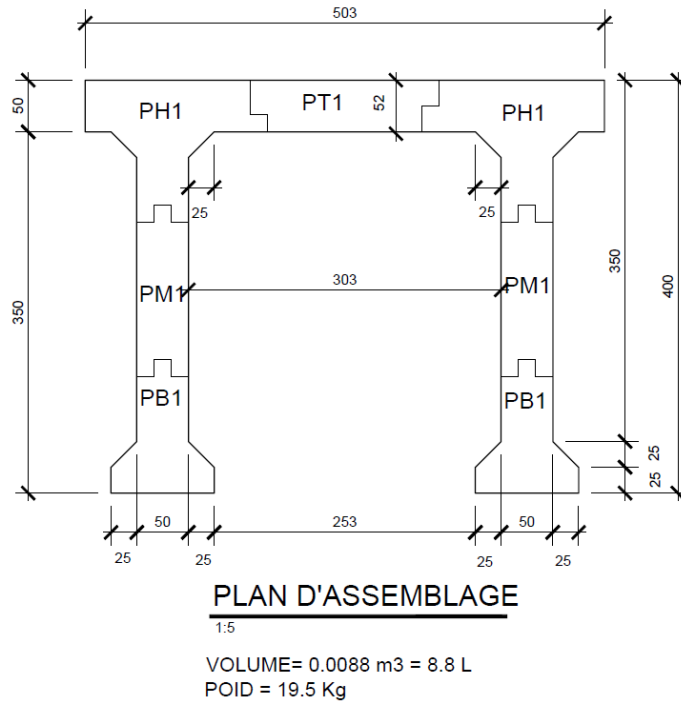 503
50
PH1
PT1
52
PH1
25
25
350
PM1
303
PM1
350
400
PB1
PB1
25
25
50
253
50
25
25
25
25
PLAN D'ASSEMBLAGE
1:5
VOLUME= 0.0088 m3 = 8.8 L
POID = 19.5 Kg